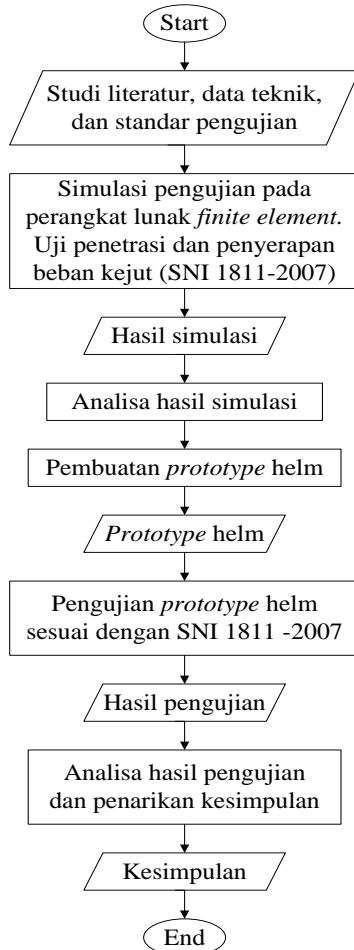 Start
Studi literatur, data teknik,
dan standar pengujian
Simulasi pengujian pada
perangkat lunak finite element.
Uji penetrasi dan penyerapan
beban kejut (SNI 1811-2007)
Hasil simulasi
Analisa hasil simulasi
Pembuatan prototype helm
Prototype helm
Pengujian prototype helm
sesuai dengan SNI 1811 -2007
Hasil pengujian
Analisa hasil pengujian
dan penarikan kesimpulan
Kesimpulan
End